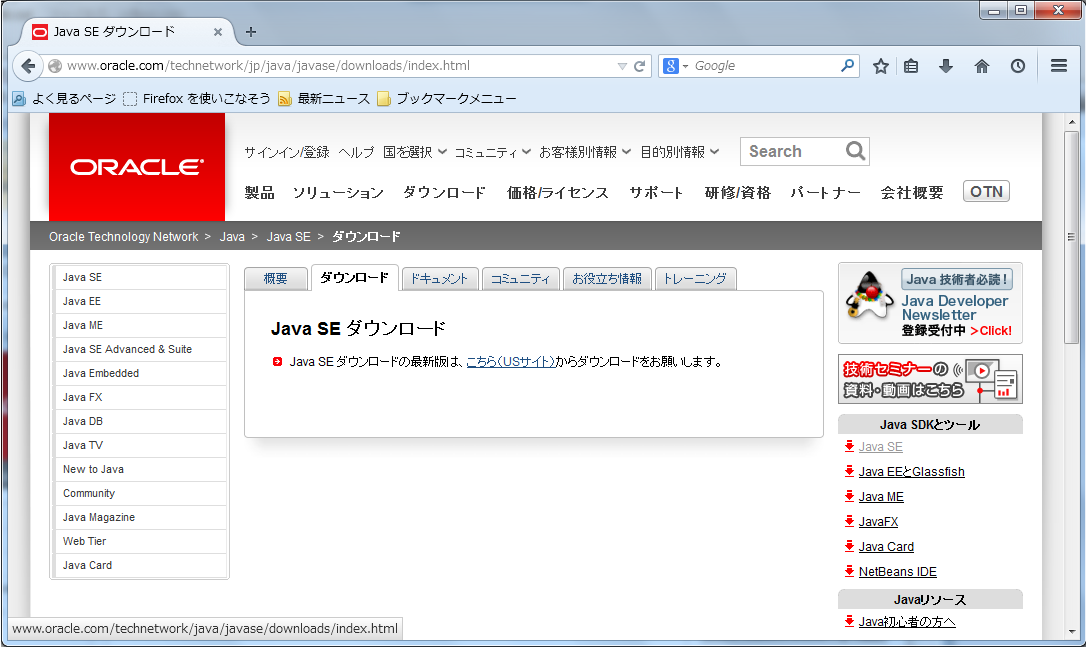 Java SE ダウンロード
www.oracle.com/technetwork/jp/java/javase/downloads/index.html
Google
よく見るページ Firefox を使いこなそう 最新ニュース ブックマークメニュー
ORACLE
サインイン/登録 ヘルプ 国を選択 コミュニティ お客様別情報 目的別情報 Search
製品 ソリューション ダウンロード 価格/ライセンス サポート 研修/資格 パートナー 会社概要 OTN
Oracle Technology Network > Java > Java SE > ダウンロード
Java SE
Java EE
Java ME
Java SE Advanced & Suite
Java Embedded
Java FX
Java DB
Java TV
New to Java
Community
Java Magazine
Web Tier
Java Card
概要 ダウンロード ドキュメント コミュニティ お役立ち情報 トレーニング
Java SE ダウンロード
Java SE ダウンロードの最新版は、こちら（USサイト）からダウンロードをお願いします。
Java 技術者必読！
Java Developer
Newsletter
登録受付中 >Click!
技術セミナーの
資料・動画はこちら
Java SDKとツール
Java SE
Java EEとGlassfish
Java ME
JavaFX
Java Card
NetBeans IDE
Javaリソース
Java初心者の方へ
www.oracle.com/technetwork/java/javase/downloads/index.html